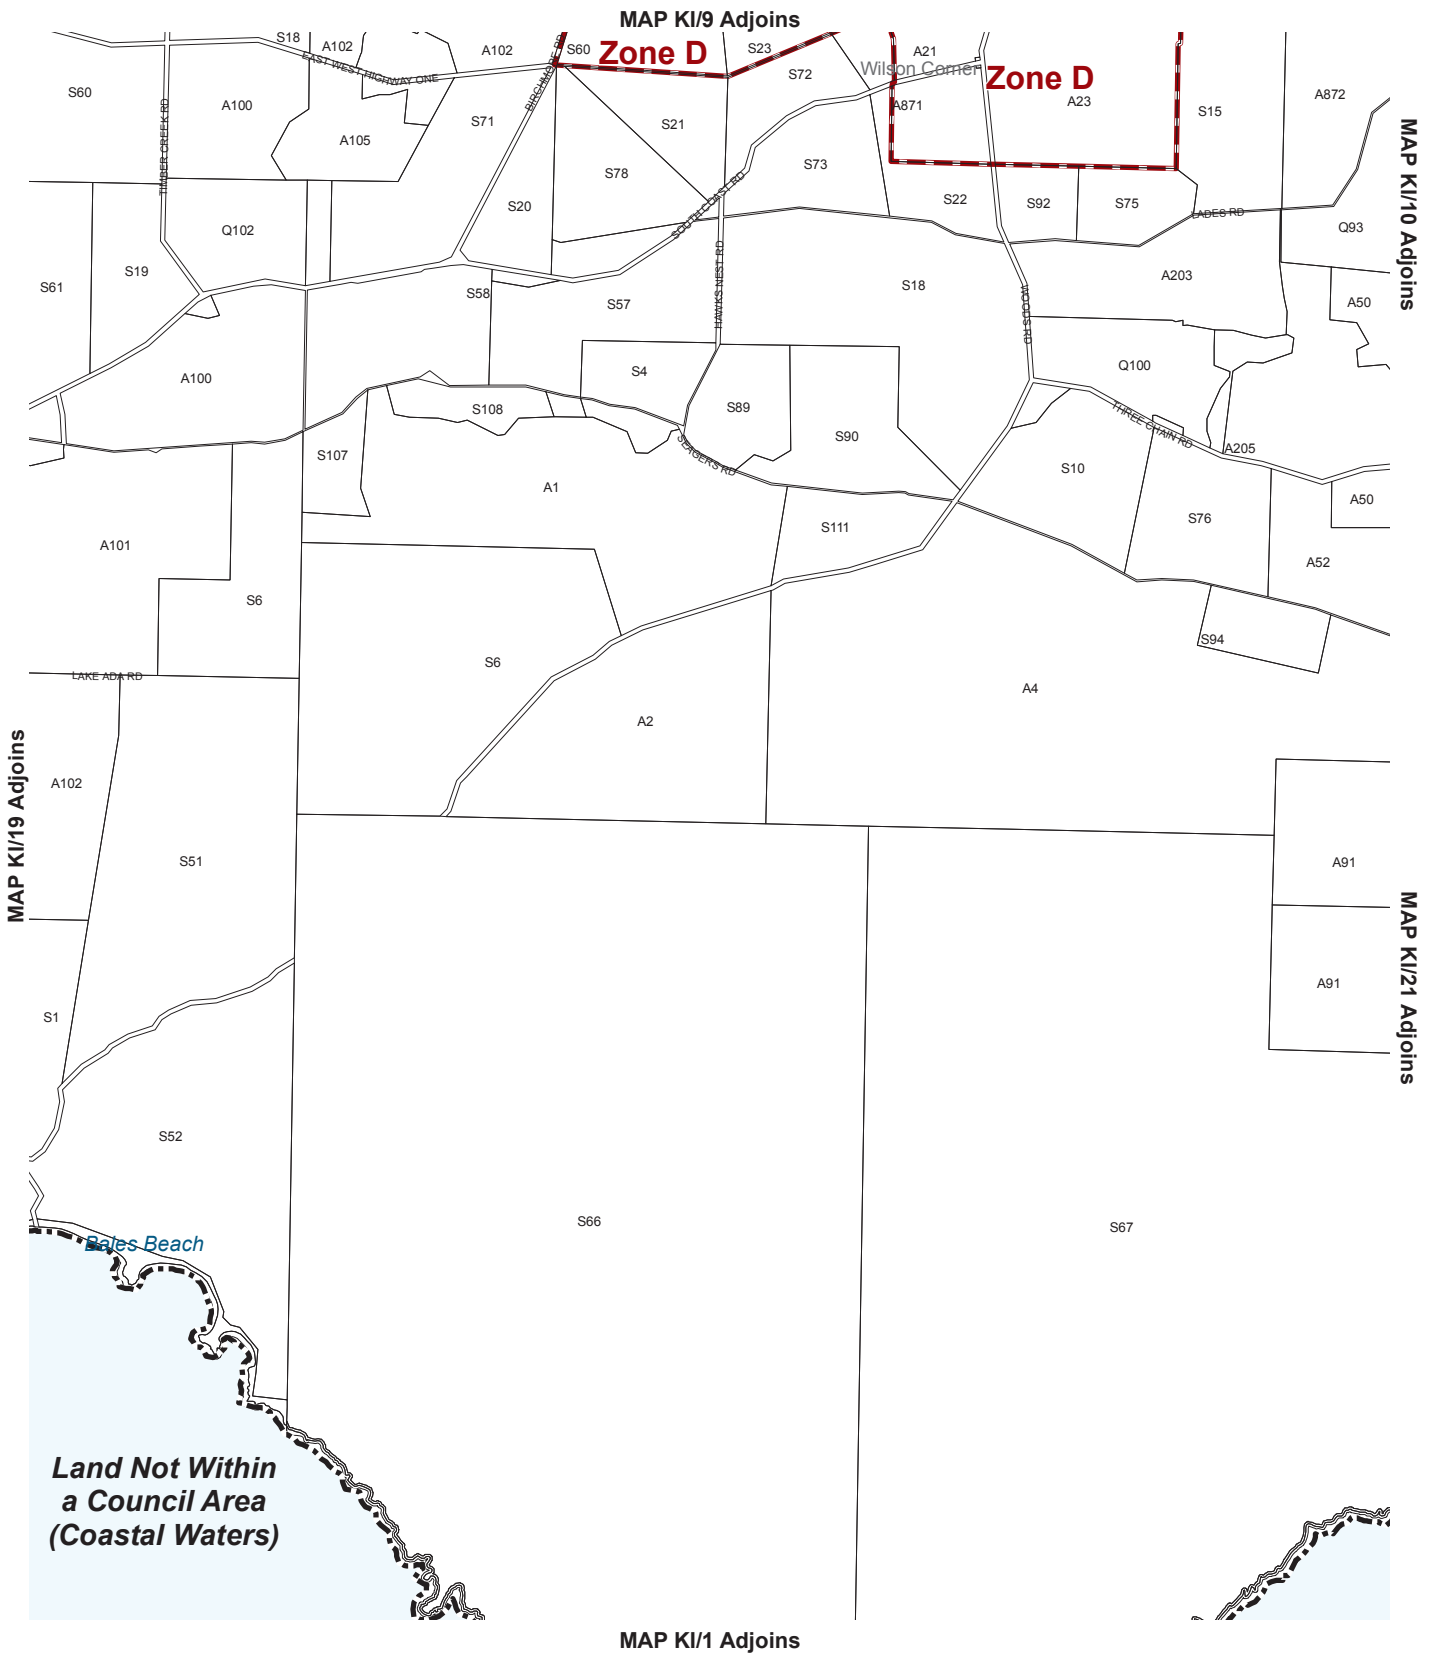 MAP KI/9 Adjoins
S18
A102
A102
S60
Zone D
S23
A21
Wilson Corner
Zone D
EAST WEST HIGHWAY ONE
BIRCHMORE RD
S72
S60
A100
TIMBER CREEK RD
A105
S71
S21
A871
A23
S15
A872
MAP KI/10 Adjoins
S78
S73
S20
SOUTH COAST RD
S22
S92
S75
LADES RD
Q102
Q93
S61
S19
S58
S57
HAWKS NEST RD
S18
WOODS RD
A203
A50
A100
S4
Q100
S108
S89
S90
THREE CHAIN RD
A205
S107
SEAGERS RD
S10
A1
A50
A101
S111
S76
A52
S6
S94
S6
LAKE ADA RD
A4
A2
A102
MAP KI/19 Adjoins
S51
A91
MAP KI/21 Adjoins
A91
S1
S52
S66
S67
Bales Beach
Land Not Within
a Council Area
(Coastal Waters)
MAP KI/1 Adjoins